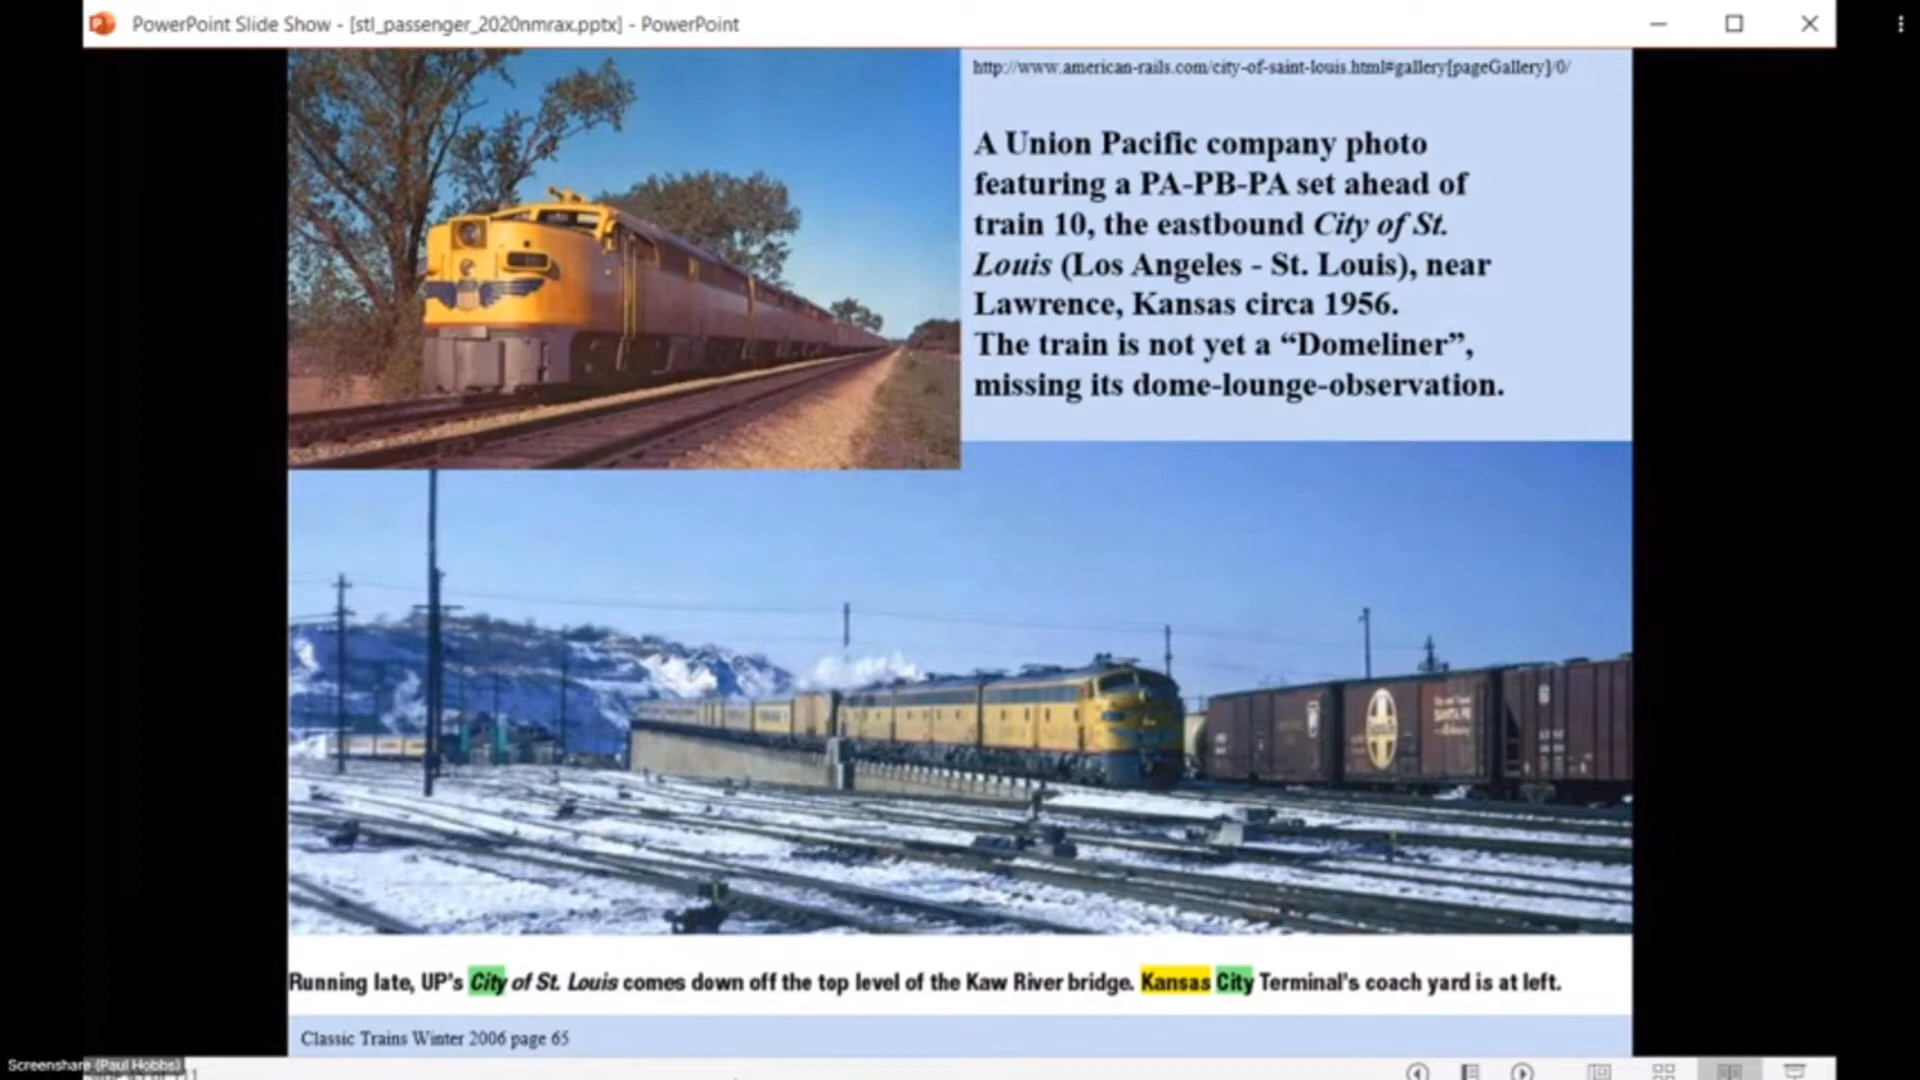 PowerPoint Slide Show - [stl_passenger_2020nmrax.pptx] - PowerPoint
http://www.american-rails.com/city-of-saint-louis.html#gallery[pageGallery]/0/
A Union Pacific company photo
featuring a PA-PB-PA set ahead of
train 10, the eastbound City of St.
Louis (Los Angeles - St. Louis), near
Lawrence, Kansas circa 1956.
The train is not yet a “Domeliner”,
missing its dome-lounge-observation.
Running late, UP's City of St. Louis comes down off the top level of the Kaw River bridge. Kansas City Terminal's coach yard is at left.
Classic Trains Winter 2006 page 65
Screenshare (Paul Hobbs)